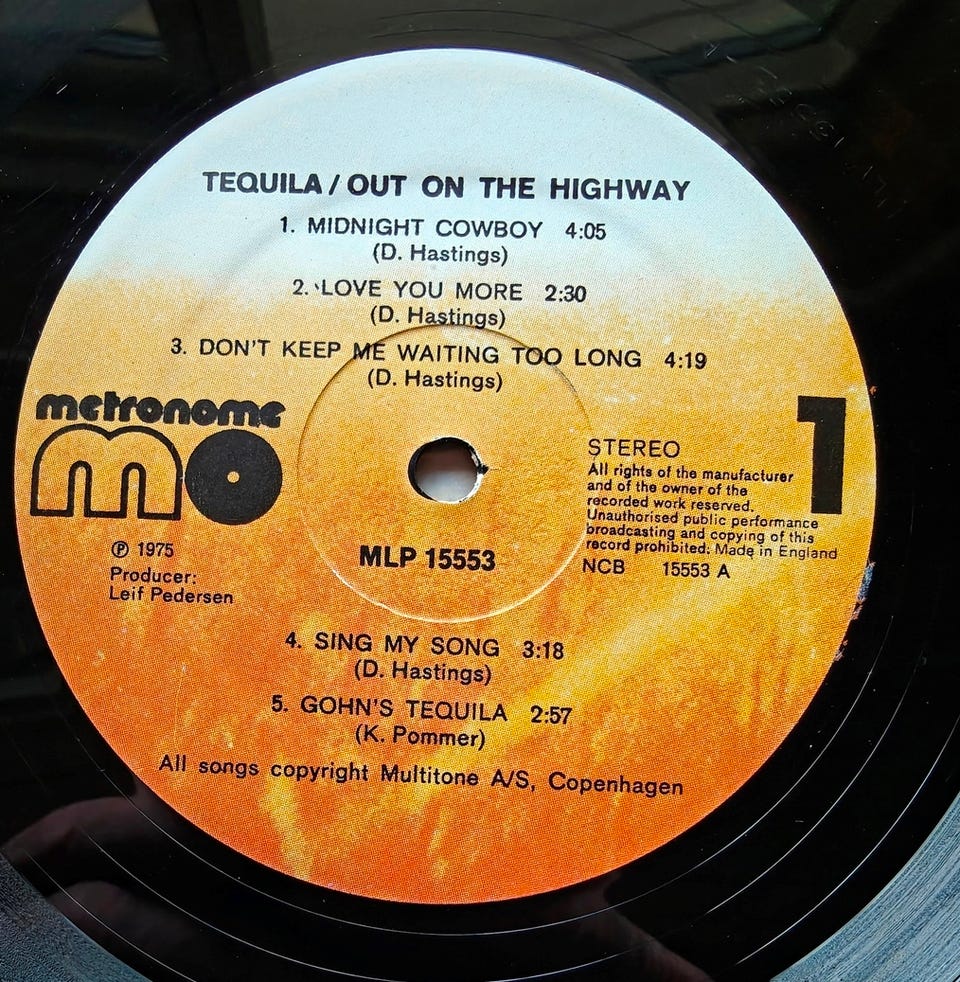 TEQUILA / OUT ON THE HIGHWAY
1. MIDNIGHT COWBOY 4:05
(D. Hastings)
2. LOVE YOU MORE 2:30
(D. Hastings)
3. DON'T KEEP ME WAITING TOO LONG 4:19
(D. Hastings)
metronome
mo
℗ 1975
Producer:
Leif Pedersen
MLP 15553
STEREO
All rights of the manufacturer
and of the owner of the
recorded work reserved.
Unauthorised public performance
broadcasting and copying of this
record prohibited. Made in England
NCB 15553 A
1
4. SING MY SONG 3:18
(D. Hastings)
5. GOHN'S TEQUILA 2:57
(K. Pommer)
All songs copyright Multitone A/S, Copenhagen